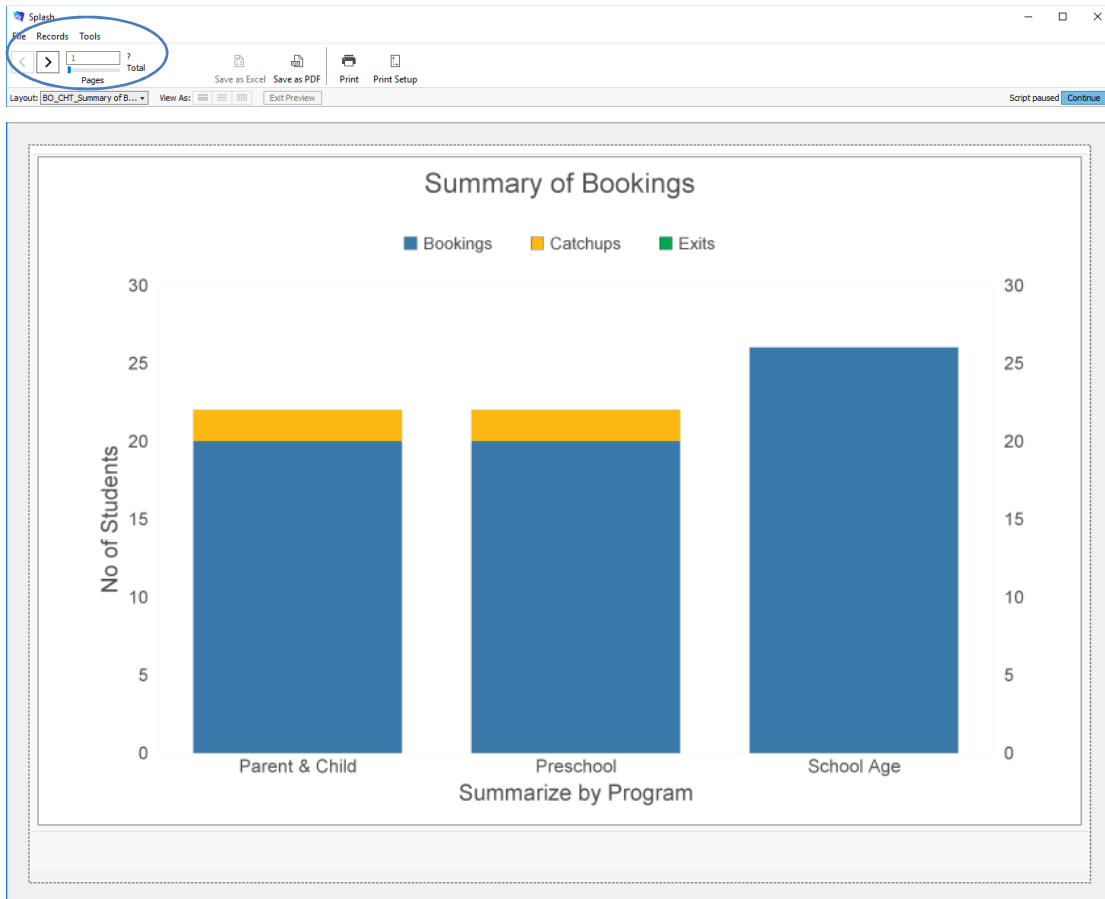 Splash
File Records Tools
1 ?
Total
Pages
Save as Excel Save as PDF Print Print Setup
Layout: BO_CHT_Summary of B... View As: Exit Preview Script paused Continue
Summary of Bookings
Bookings Catchups Exits
30 30
25 25
20 20
15 15
10 10
5 5
0 0
No of Students
Parent & Child Preschool School Age
Summarize by Program